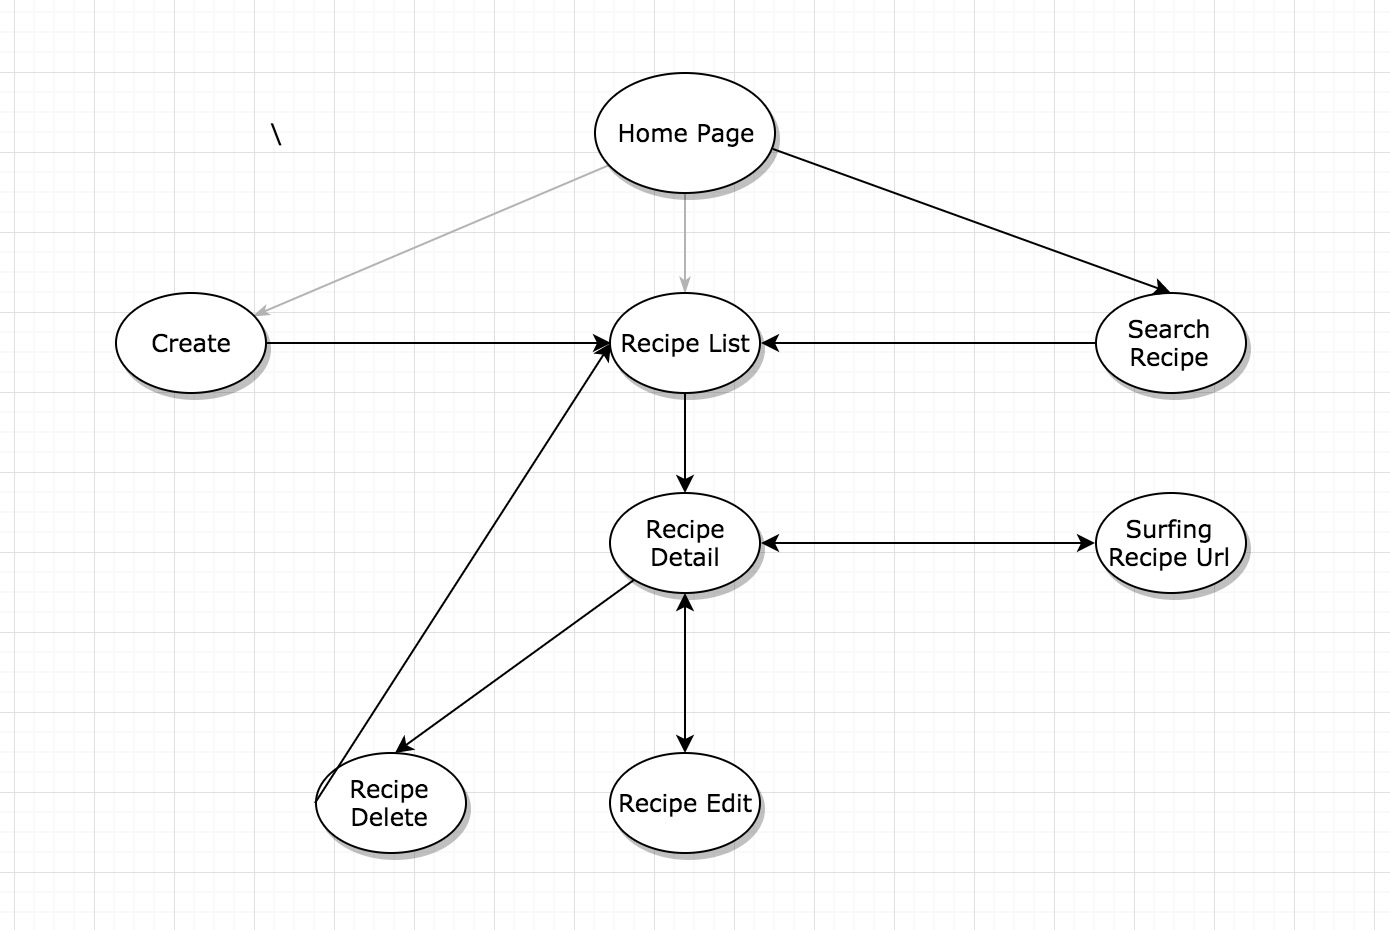 Home Page
\
Create
Recipe List
Search
Recipe
Recipe
Detail
Surfing
Recipe Url
Recipe
Delete
Recipe Edit